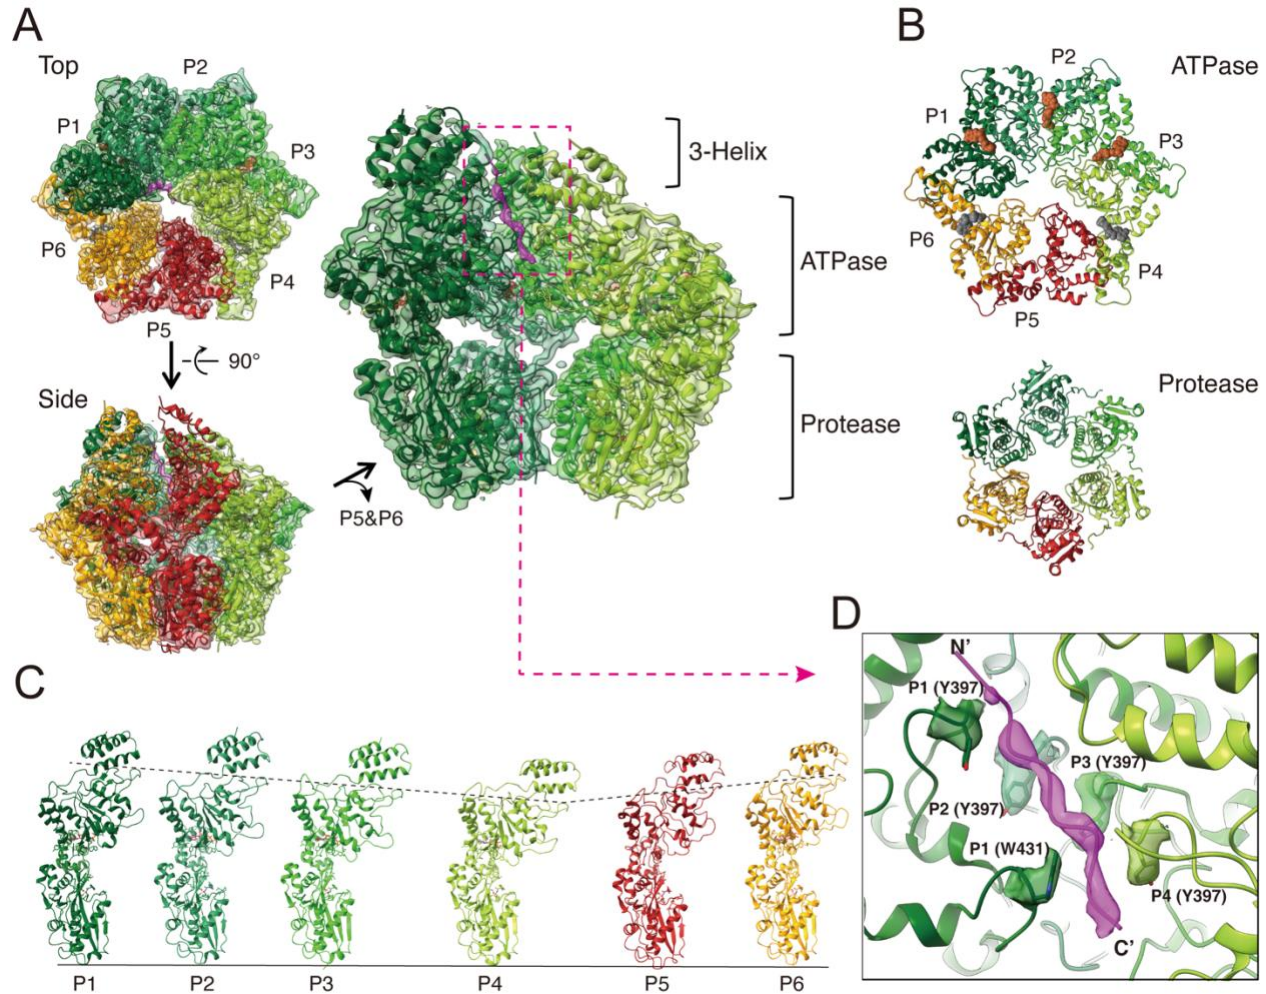 A
Top
P2
P1
P3
P6
P4
P5
90°
Side
P5&P6
3-Helix
ATPase
Protease
B
P2
ATPase
P1
P3
P6
P4
P5
Protease
C
P1
P2
P3
P4
P5
P6
D
N'
P1 (Y397)
P3 (Y397)
P2 (Y397)
P1 (W431)
P4 (Y397)
C'